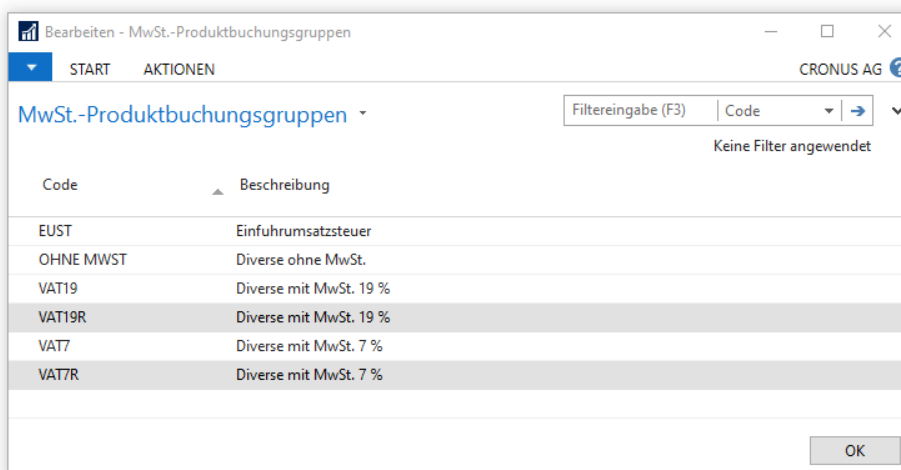 Bearbeiten - MwSt.-Produktbuchungsgruppen
START AKTIONEN CRONUS AG ?
MwSt.-Produktbuchungsgruppen Filtereingabe (F3) Code
Keine Filter angewendet
Code Beschreibung
EUST Einfuhrumsatzsteuer
OHNE MWST Diverse ohne MwSt.
VAT19 Diverse mit MwSt. 19 %
VAT19R Diverse mit MwSt. 19 %
VAT7 Diverse mit MwSt. 7 %
VAT7R Diverse mit MwSt. 7 %
OK